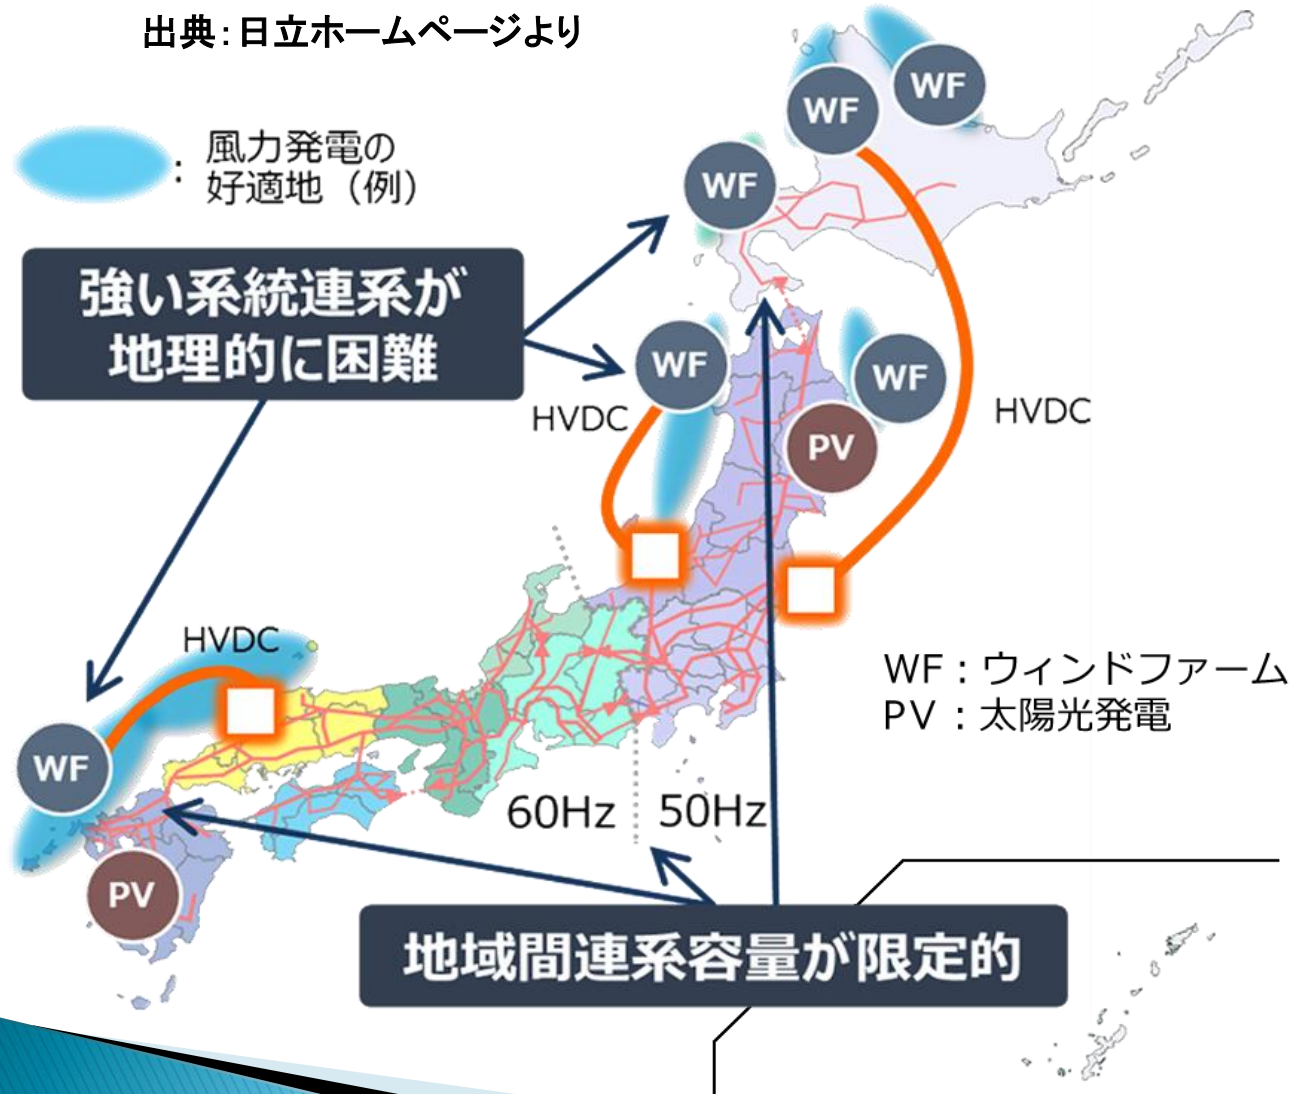 出典：日立ホームページより
： 風力発電の
好適地（例）
強い系統連系が
地理的に困難
WF
WF
WF
WF
WF
PV
HVDC
HVDC
HVDC
WF
PV
WF：ウィンドファーム
PV：太陽光発電
60Hz
50Hz
地域間連系容量が限定的